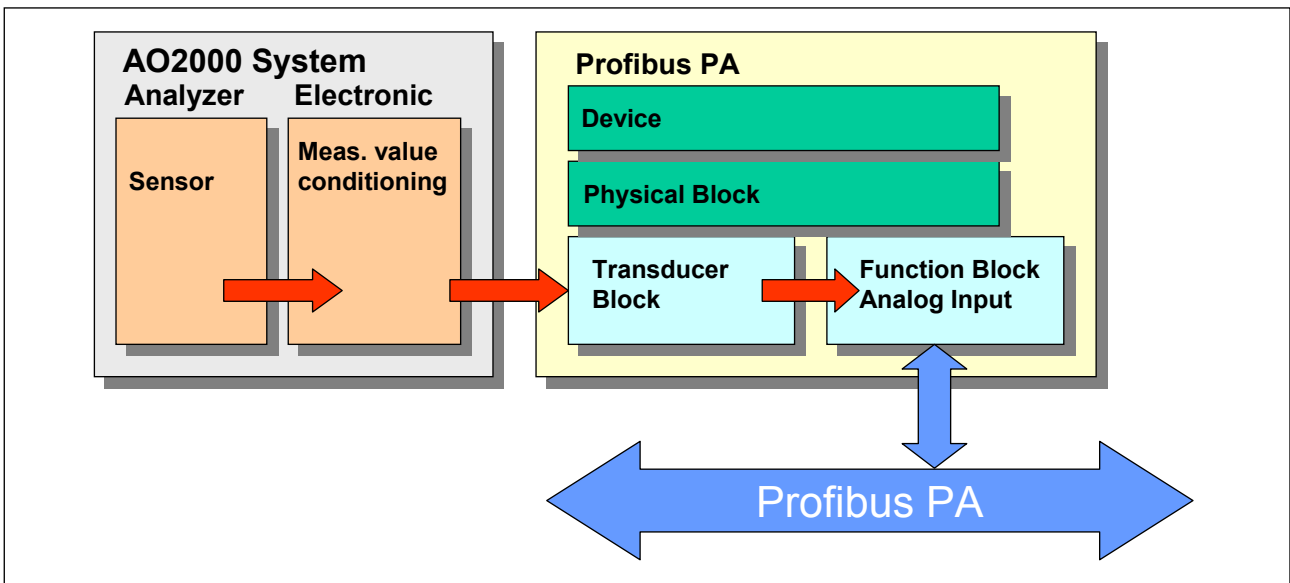 AO2000 System
Analyzer
Electronic
Sensor
Meas. value
conditioning
Profibus PA
Device
Physical Block
Transducer
Block
Function Block
Analog Input
Profibus PA